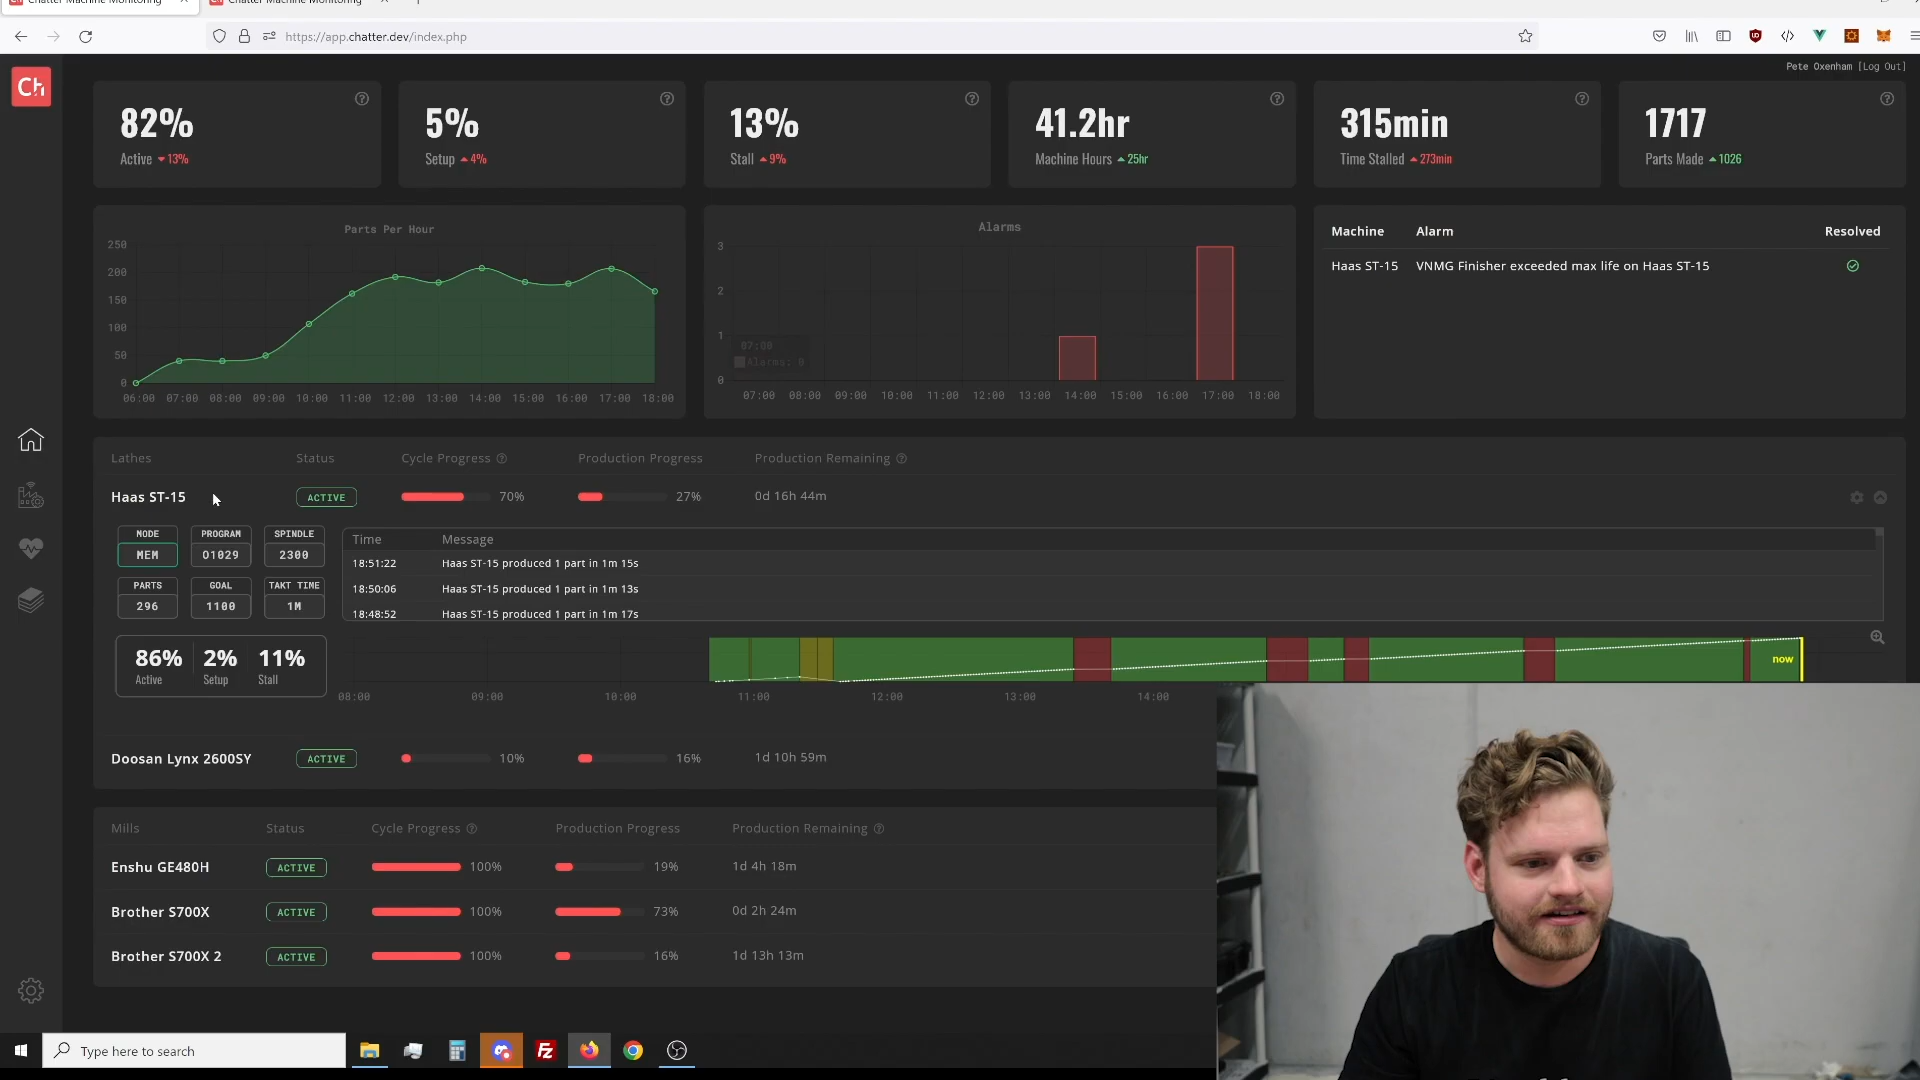 Chatter Machine Monitoring
Chatter Machine Monitoring
https://app.chatter.dev/index.php
Ch
Pete Oxenham [Log Out]
82%
Active 13%
5%
Setup 4%
13%
Stall 9%
41.2hr
Machine Hours 25hr
315min
Time Stalled 273min
1717
Parts Made 1026
Parts Per Hour
250
200
150
100
50
0
06:00 07:00 08:00 09:00 10:00 11:00 12:00 13:00 14:00 15:00 16:00 17:00 18:00
Alarms
3
2
1
0
07:00
Alarms: 0
07:00 08:00 09:00 10:00 11:00 12:00 13:00 14:00 15:00 16:00 17:00 18:00
Machine Alarm Resolved
Haas ST-15 VNMG Finisher exceeded max life on Haas ST-15
Lathes Status Cycle Progress Production Progress Production Remaining
Haas ST-15 ACTIVE 70% 27% 0d 16h 44m
MODE PROGRAM SPINDLE
MEM O1029 2300
PARTS GOAL TAKT TIME
296 1100 1M
Time Message
18:51:22 Haas ST-15 produced 1 part in 1m 15s
18:50:06 Haas ST-15 produced 1 part in 1m 13s
18:48:52 Haas ST-15 produced 1 part in 1m 17s
86% 2% 11%
Active Setup Stall
now
08:00 09:00 10:00 11:00 12:00 13:00 14:00
Doosan Lynx 2600SY ACTIVE 10% 16% 1d 10h 59m
Mills Status Cycle Progress Production Progress Production Remaining
Enshu GE480H ACTIVE 100% 19% 1d 4h 18m
Brother S700X ACTIVE 100% 73% 0d 2h 24m
Brother S700X 2 ACTIVE 100% 16% 1d 13h 13m
Type here to search
Fz